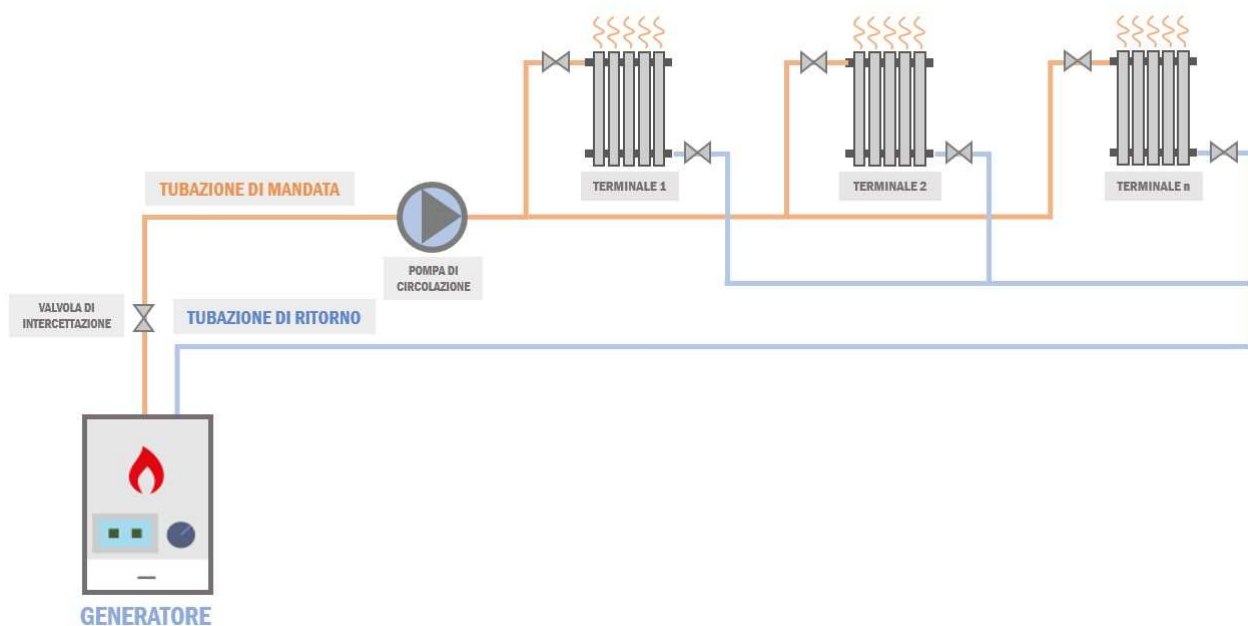 TERMINALE 1
TERMINALE 2
TERMINALE n
TUBAZIONE DI MANDATA
POMPA DI
CIRCOLAZIONE
VALVOLA DI
INTERCETTAZIONE
TUBAZIONE DI RITORNO
GENERATORE